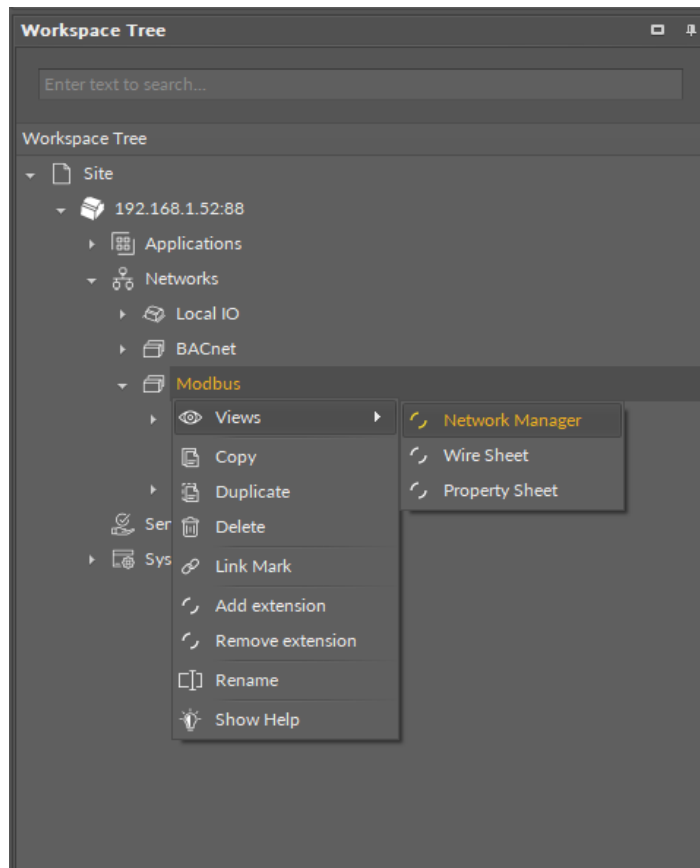 Workspace Tree
Enter text to search...
Workspace Tree
Site
192.168.1.52:88
Applications
Networks
Local IO
BACnet
Modbus
Views
Network Manager
Copy
Wire Sheet
Duplicate
Property Sheet
Ser
Delete
Sys
Link Mark
Add extension
Remove extension
Rename
Show Help